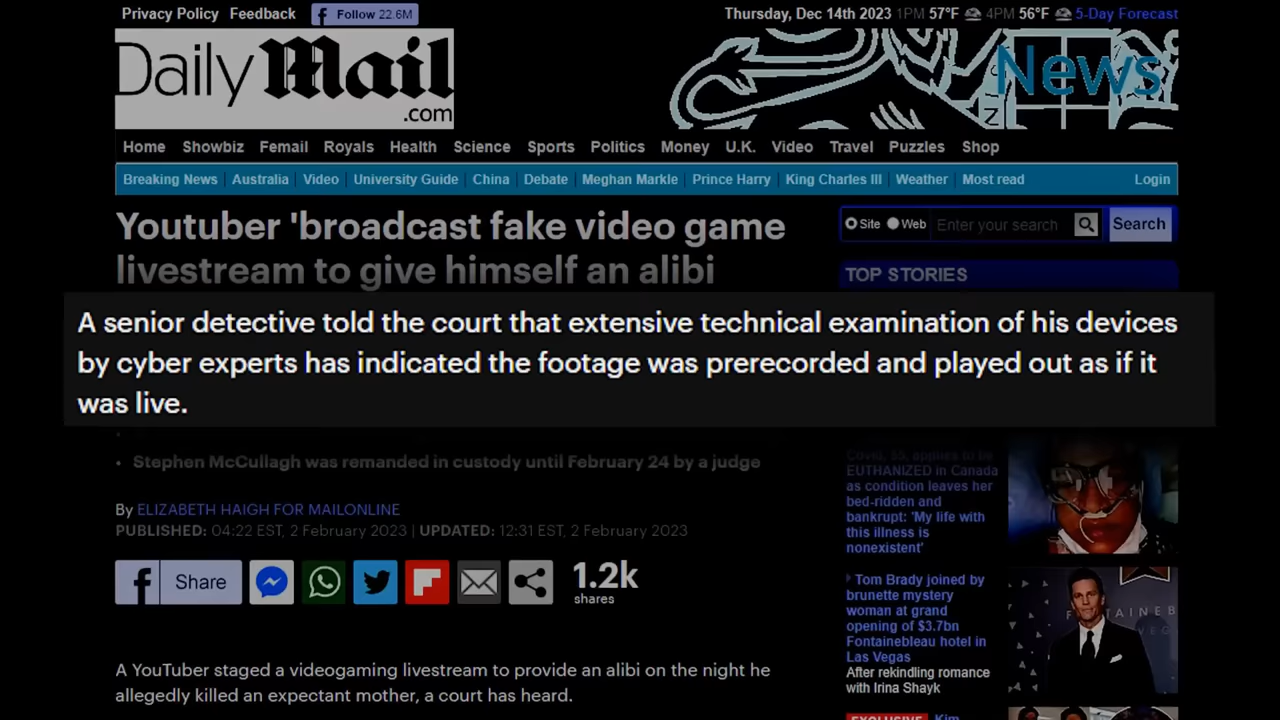 Privacy Policy Feedback Follow 22.6M
Thursday, Dec 14th 2023 1PM 57°F 4PM 56°F 5-Day Forecast
Daily Mail
.com
News
Home Showbiz Femail Royals Health Science Sports Politics Money U.K. Video Travel Puzzles Shop
Breaking News Australia Video University Guide China Debate Meghan Markle Prince Harry King Charles III Weather Most read Login
Youtuber 'broadcast fake video game
livestream to give himself an alibi
Site Web Enter your search Search
TOP STORIES
A senior detective told the court that extensive technical examination of his devices
by cyber experts has indicated the footage was prerecorded and played out as if it
was live.
• Stephen McCullagh was remanded in custody until February 24 by a judge
By ELIZABETH HAIGH FOR MAILONLINE
PUBLISHED: 04:22 EST, 2 February 2023 | UPDATED: 12:31 EST, 2 February 2023
Share
1.2k
shares
A YouTuber staged a videogaming livestream to provide an alibi on the night he
allegedly killed an expectant mother, a court has heard.
Covid, 55, applies to be
EUTHANIZED in Canada
as condition leaves her
bed-ridden and
bankrupt: 'My life with
this illness is
nonexistent'
Tom Brady joined by
brunette mystery
woman at grand
opening of $3.7bn
Fontainebleau hotel in
Las Vegas
After rekindling romance
with Irina Shayk
EXCLUSIVE Kim